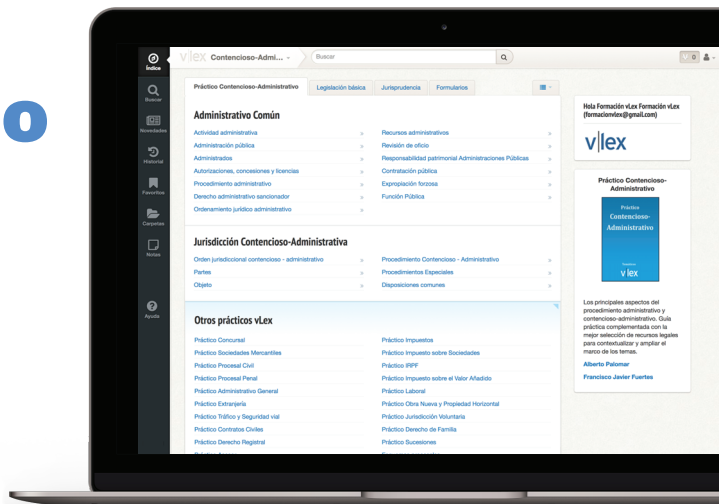 o
Índice
Buscar
Novedades
Historial
Favoritos
Carpetas
Notas
Ayuda
vlex Contencioso-Admi...
Buscar
0
Práctico Contencioso-Administrativo
Legislación básica
Jurisprudencia
Formularios
Administrativo Común
Actividad administrativa
Administración pública
Administrados
Autorizaciones, concesiones y licencias
Procedimiento administrativo
Derecho administrativo sancionador
Ordenamiento jurídico administrativo
Recursos administrativos
Revisión de oficio
Responsabilidad patrimonial Administraciones Públicas
Contratación pública
Expropiación forzosa
Función Pública
Jurisdicción Contencioso-Administrativa
Orden jurisdiccional contencioso - administrativo
Partes
Objeto
Procedimiento Contencioso - Administrativo
Procedimientos Especiales
Disposiciones comunes
Otros prácticos vLex
Práctico Concursal
Práctico Sociedades Mercantiles
Práctico Procesal Civil
Práctico Procesal Penal
Práctico Administrativo General
Práctico Extranjería
Práctico Tráfico y Seguridad vial
Práctico Contratos Civiles
Práctico Derecho Registral
Práctico Impuestos
Práctico Impuesto sobre Sociedades
Práctico IRPF
Práctico Impuesto sobre el Valor Añadido
Práctico Laboral
Práctico Obra Nueva y Propiedad Horizontal
Práctico Jurisdicción Voluntaria
Práctico Derecho de Familia
Práctico Sucesiones
Hola Formación vLex Formación vLex
(formacionvlex@gmail.com)
vlex
Práctico Contencioso-
Administrativo
Práctico
Contencioso-
Administrativo
vlex
Los principales aspectos del
procedimiento administrativo y
contencioso-administrativo. Guía
práctica complementada con la
mejor selección de recursos legales
para contextualizar y ampliar el
marco de los temas.
Alberto Palomar
Francisco Javier Fuertes